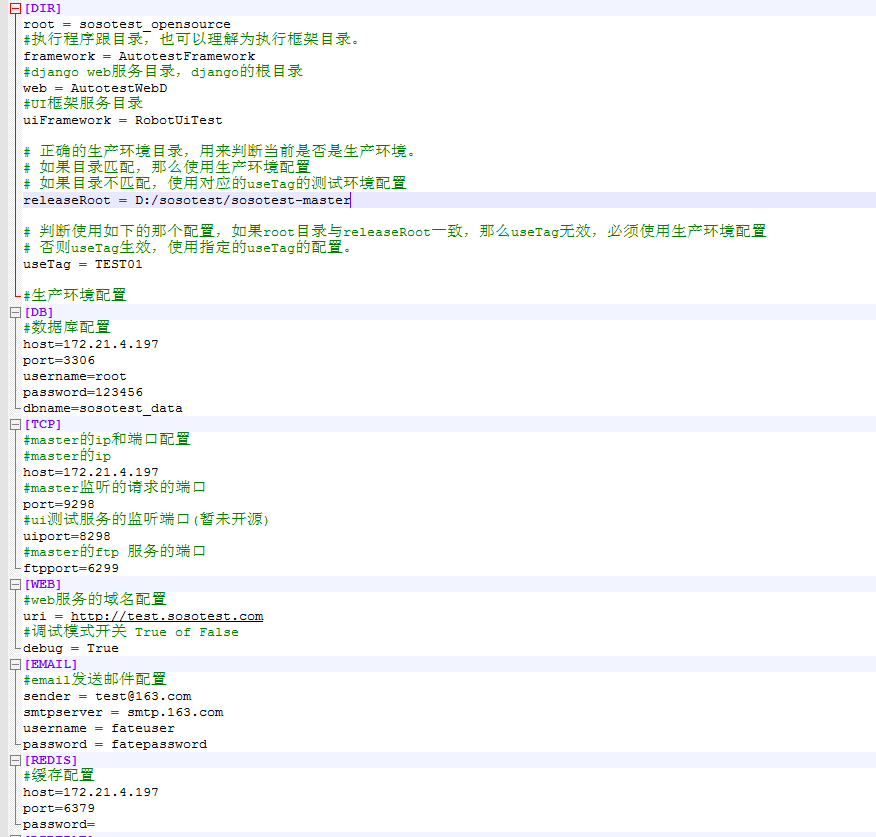 [DIR]
root = sosotest_opensource
#执行程序跟目录，也可以理解为执行框架目录。
framework = AutotestFramework
#django web服务目录，django的根目录
web = AutotestWebD
#UI框架服务目录
uiFramework = RobotUiTest
# 正确的生产环境目录，用来判断当前是否是生产环境。
# 如果目录匹配，那么使用生产环境配置
# 如果目录不匹配，使用对应的useTag的测试环境配置
releaseRoot = D:/sosotest/sosotest-master
# 判断使用如下的那个配置，如果root目录与releaseRoot一致，那么useTag无效，必须使用生产环境配置
# 否则useTag生效，使用指定的useTag的配置。
useTag = TEST01
#生产环境配置
[DB]
#数据库配置
host=172.21.4.197
port=3306
username=root
password=123456
dbname=sosotest_data
[TCP]
#master的ip和端口配置
#master的ip
host=172.21.4.197
#master监听的请求的端口
port=9298
#ui测试服务的监听端口(暂未开源)
uiport=8298
#master的ftp 服务的端口
ftpport=6299
[WEB]
#web服务的域名配置
uri = http://test.sosotest.com
#调试模式开关 True of False
debug = True
[EMAIL]
#email发送邮件配置
sender = test@163.com
smtpserver = smtp.163.com
username = fateuser
password = fatepassword
[REDIS]
#缓存配置
host=172.21.4.197
port=6379
password=